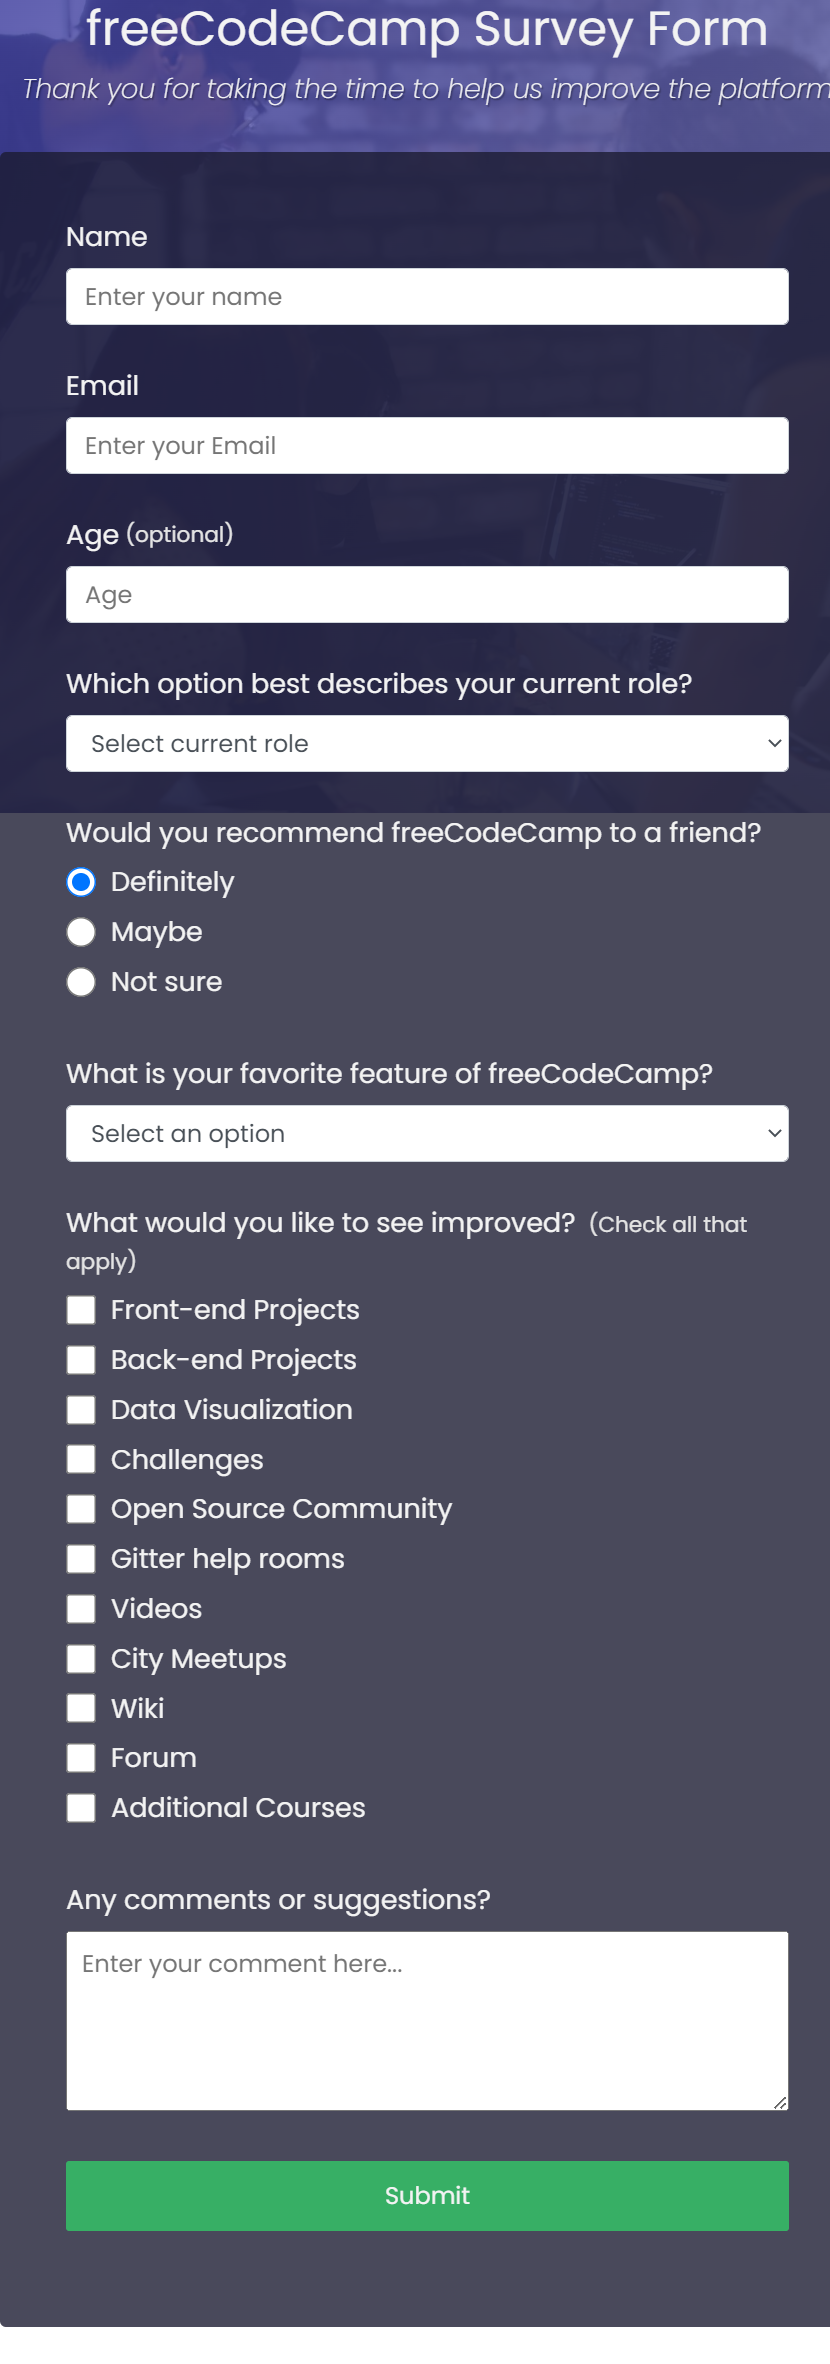 freeCodeCamp Survey Form
Thank you for taking the time to help us improve the platform
Name
Enter your name
Email
Enter your Email
Age (optional)
Age
Which option best describes your current role?
Select current role
Would you recommend freeCodeCamp to a friend?
Definitely
Maybe
Not sure
What is your favorite feature of freeCodeCamp?
Select an option
What would you like to see improved? (Check all that
apply)
Front-end Projects
Back-end Projects
Data Visualization
Challenges
Open Source Community
Gitter help rooms
Videos
City Meetups
Wiki
Forum
Additional Courses
Any comments or suggestions?
Enter your comment here...
Submit